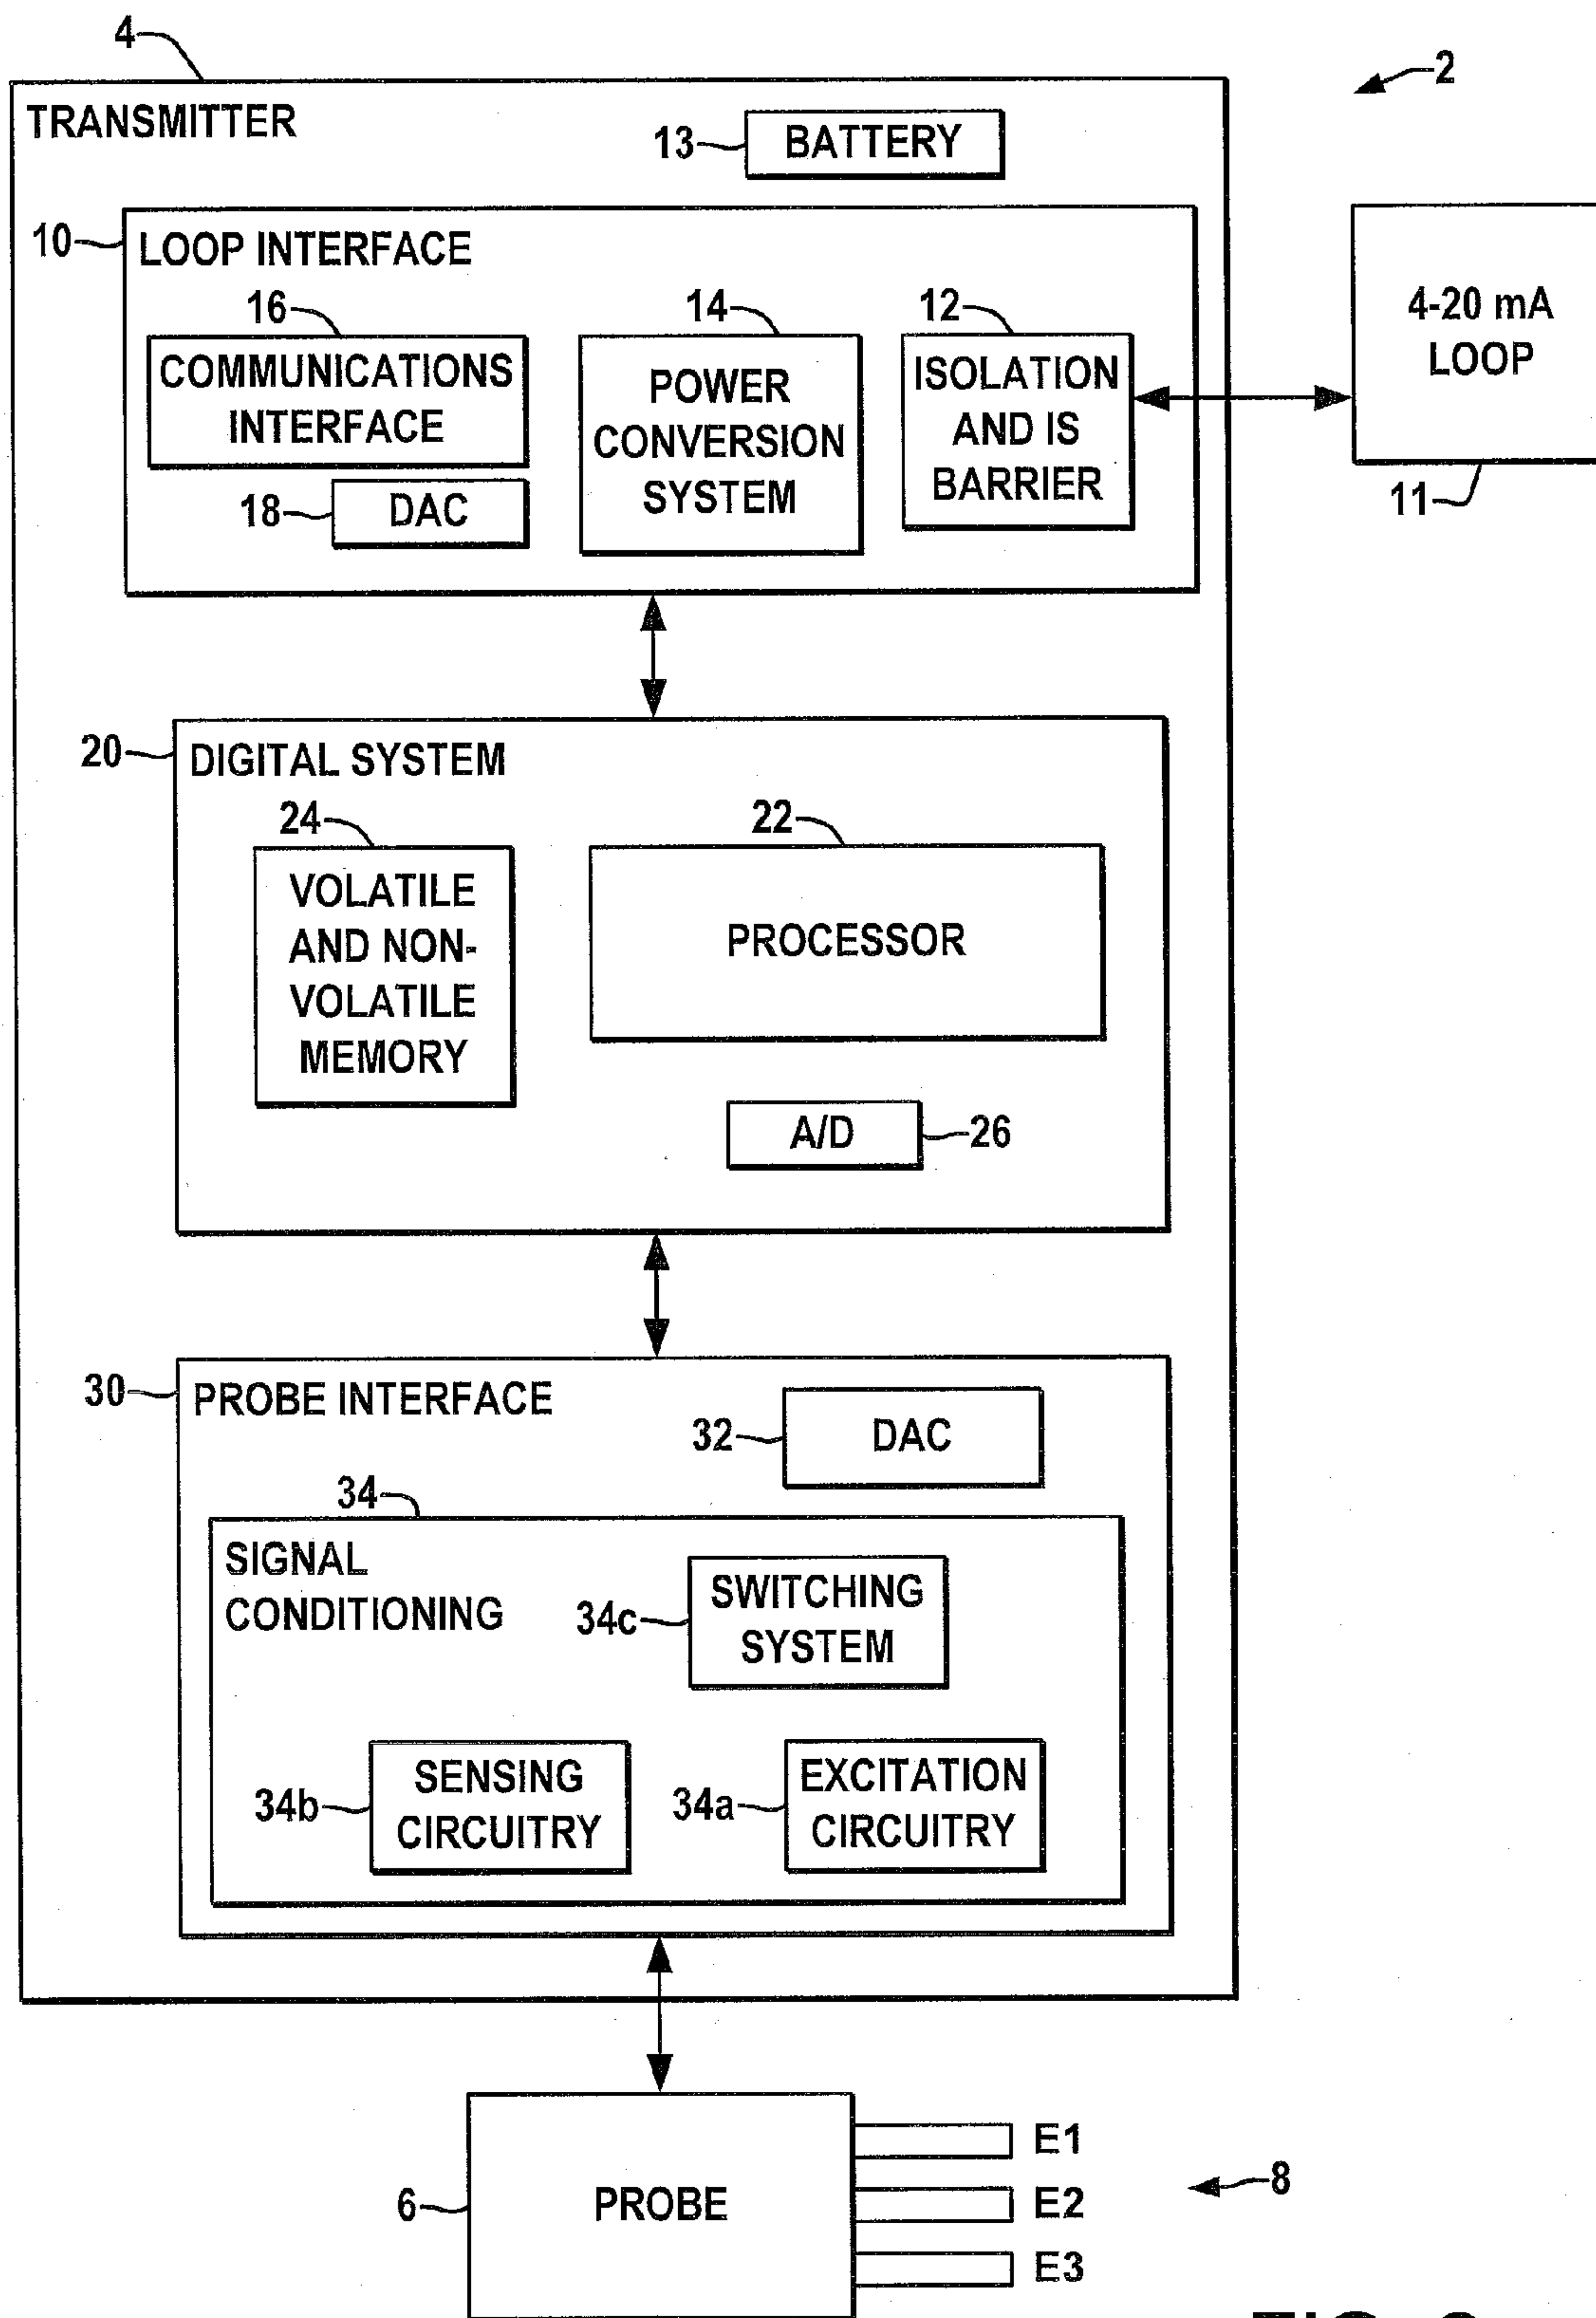 4
2
TRANSMITTER
13
BATTERY
10
LOOP INTERFACE
16
14
12
COMMUNICATIONS
INTERFACE
POWER
CONVERSION
SYSTEM
ISOLATION
AND IS
BARRIER
4-20 mA
LOOP
11
18
DAC
20
DIGITAL SYSTEM
24
22
VOLATILE
AND NON-
VOLATILE
MEMORY
PROCESSOR
A/D
26
30
PROBE INTERFACE
32
DAC
34
SIGNAL
CONDITIONING
34c
SWITCHING
SYSTEM
34b
SENSING
CIRCUITRY
34a
EXCITATION
CIRCUITRY
6
PROBE
E1
E2
E3
8